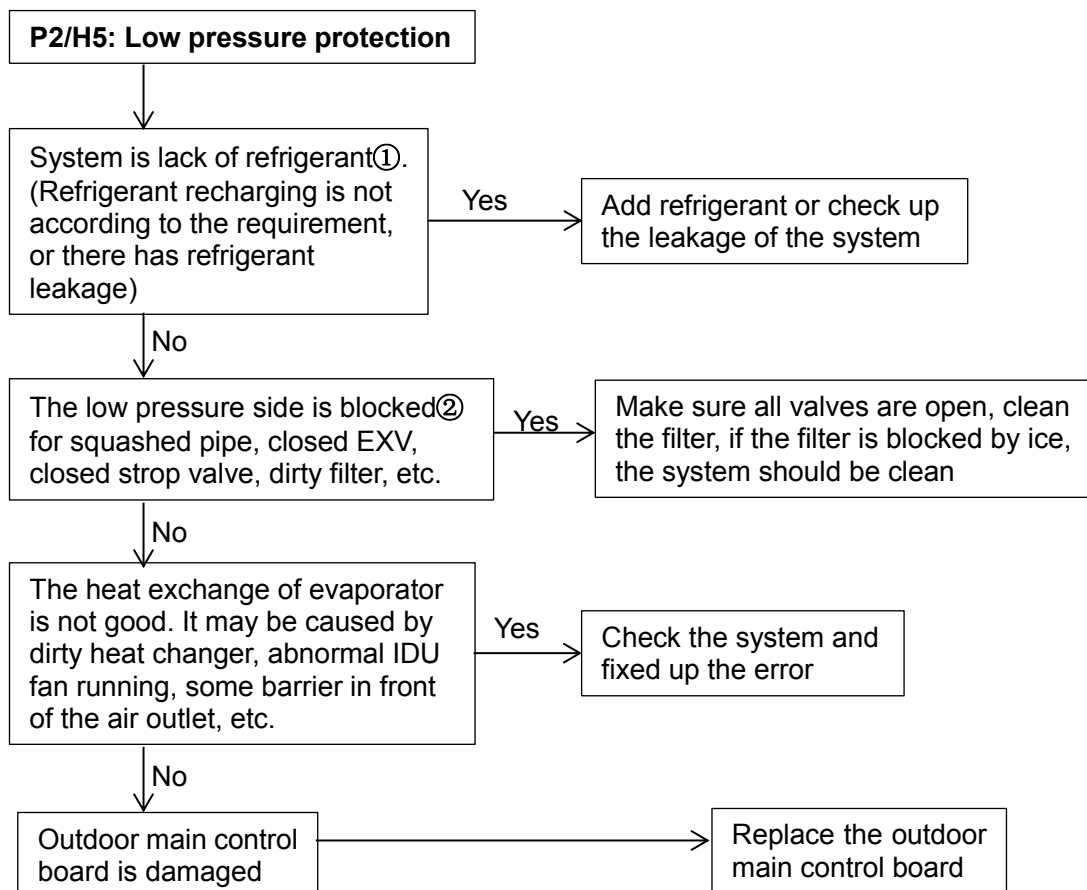 P2/H5: Low pressure protection
System is lack of refrigerant①.
(Refrigerant recharging is not
according to the requirement,
or there has refrigerant
leakage)
Yes
Add refrigerant or check up
the leakage of the system
No
The low pressure side is blocked②
for squashed pipe, closed EXV,
closed strop valve, dirty filter, etc.
Yes
Make sure all valves are open, clean
the filter, if the filter is blocked by ice,
the system should be clean
No
The heat exchange of evaporator
is not good. It may be caused by
dirty heat changer, abnormal IDU
fan running, some barrier in front
of the air outlet, etc.
Yes
Check the system and
fixed up the error
No
Outdoor main control
board is damaged
Replace the outdoor
main control board